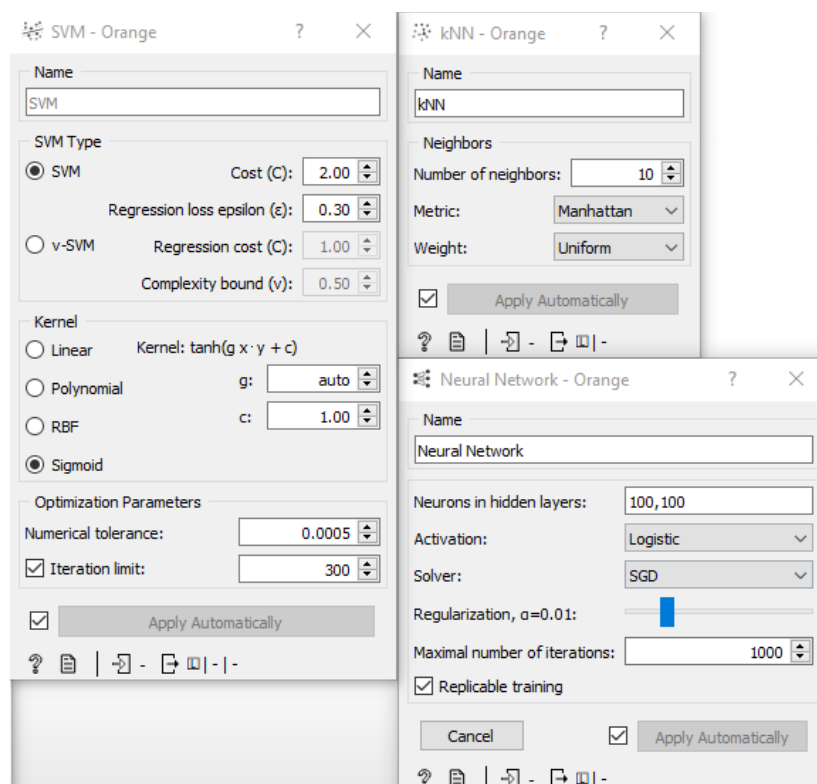 SVM - Orange ?
Name
SVM
SVM Type
SVM Cost (C): 2.00
Regression loss epsilon (ε): 0.30
ν-SVM Regression cost (C): 1.00
Complexity bound (ν): 0.50
Kernel
Linear Kernel: tanh(g x·y + c)
Polynomial g: auto
RBF c: 1.00
Sigmoid
Optimization Parameters
Numerical tolerance: 0.0005
Iteration limit: 300
Apply Automatically
? - - | -
kNN - Orange ?
Name
kNN
Neighbors
Number of neighbors: 10
Metric: Manhattan
Weight: Uniform
Apply Automatically
? - | -
Neural Network - Orange ?
Name
Neural Network
Neurons in hidden layers: 100,100
Activation: Logistic
Solver: SGD
Regularization, α=0.01:
Maximal number of iterations: 1000
Replicable training
Cancel Apply Automatically
? - | -